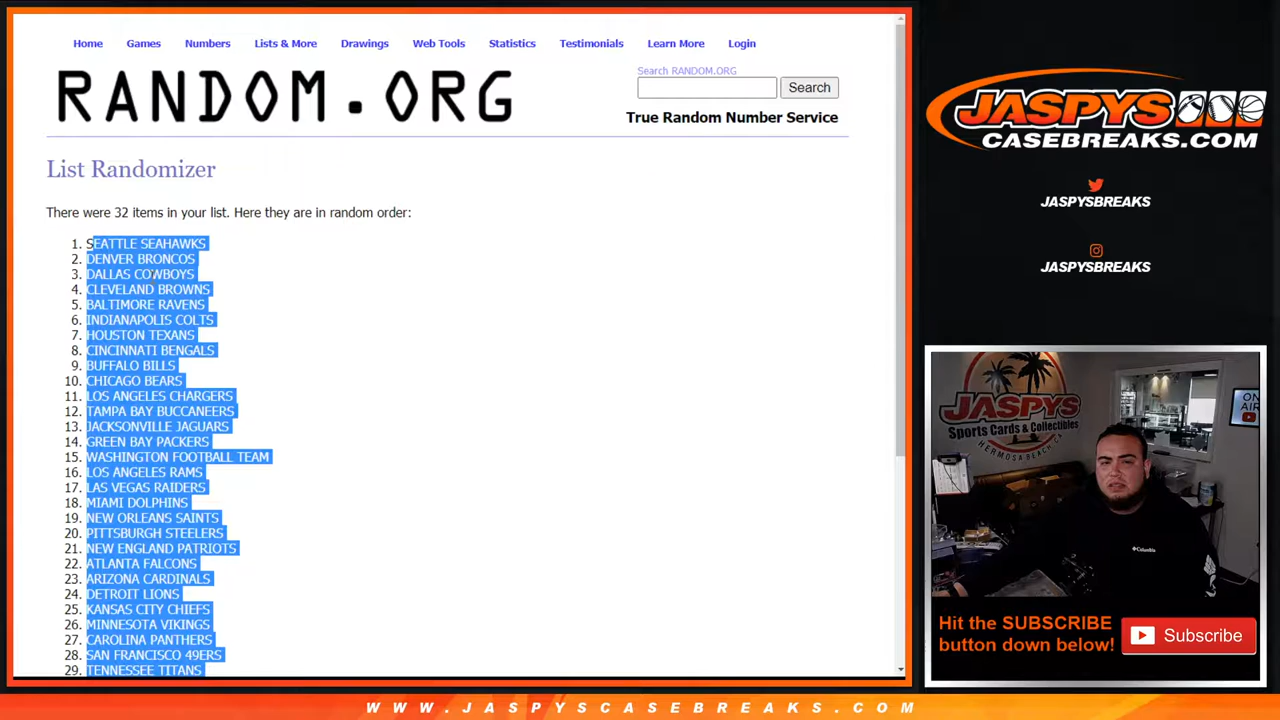 Home Games Numbers Lists & More Drawings Web Tools Statistics Testimonials Learn More Login
RANDOM.ORG
Search RANDOM.ORG
Search
True Random Number Service
List Randomizer
There were 32 items in your list. Here they are in random order:
1. SEATTLE SEAHAWKS
2. DENVER BRONCOS
3. DALLAS COWBOYS
4. CLEVELAND BROWNS
5. BALTIMORE RAVENS
6. INDIANAPOLIS COLTS
7. HOUSTON TEXANS
8. CINCINNATI BENGALS
9. BUFFALO BILLS
10. CHICAGO BEARS
11. LOS ANGELES CHARGERS
12. TAMPA BAY BUCCANEERS
13. JACKSONVILLE JAGUARS
14. GREEN BAY PACKERS
15. WASHINGTON FOOTBALL TEAM
16. LOS ANGELES RAMS
17. LAS VEGAS RAIDERS
18. MIAMI DOLPHINS
19. NEW ORLEANS SAINTS
20. PITTSBURGH STEELERS
21. NEW ENGLAND PATRIOTS
22. ATLANTA FALCONS
23. ARIZONA CARDINALS
24. DETROIT LIONS
25. KANSAS CITY CHIEFS
26. MINNESOTA VIKINGS
27. CAROLINA PANTHERS
28. SAN FRANCISCO 49ERS
29. TENNESSEE TITANS
JASPYS
CASEBREAKS.COM
JASPYSBREAKS
JASPYSBREAKS
JASPYS
Sports Cards & Collectibles
HERMOSA BEACH CA
ON
AIR
Columbia
Hit the SUBSCRIBE
button down below!
Subscribe
WWW.JASPYSCASEBREAKS.COM